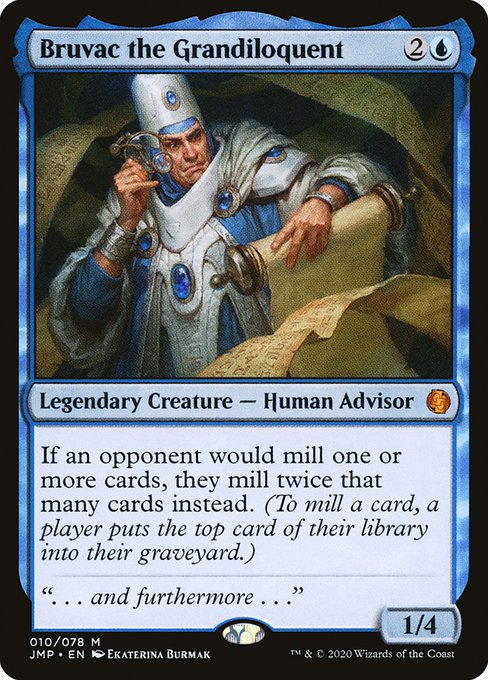 Bruvac the Grandiloquent 2
Legendary Creature — Human Advisor
If an opponent would mill one or
more cards, they mill twice that
many cards instead. (To mill a card, a
player puts the top card of their library
into their graveyard.)
“. . . and furthermore . . .”
1/4
010/078 M
JMP • EN Ekaterina Burmak
™ & © 2020 Wizards of the Coast